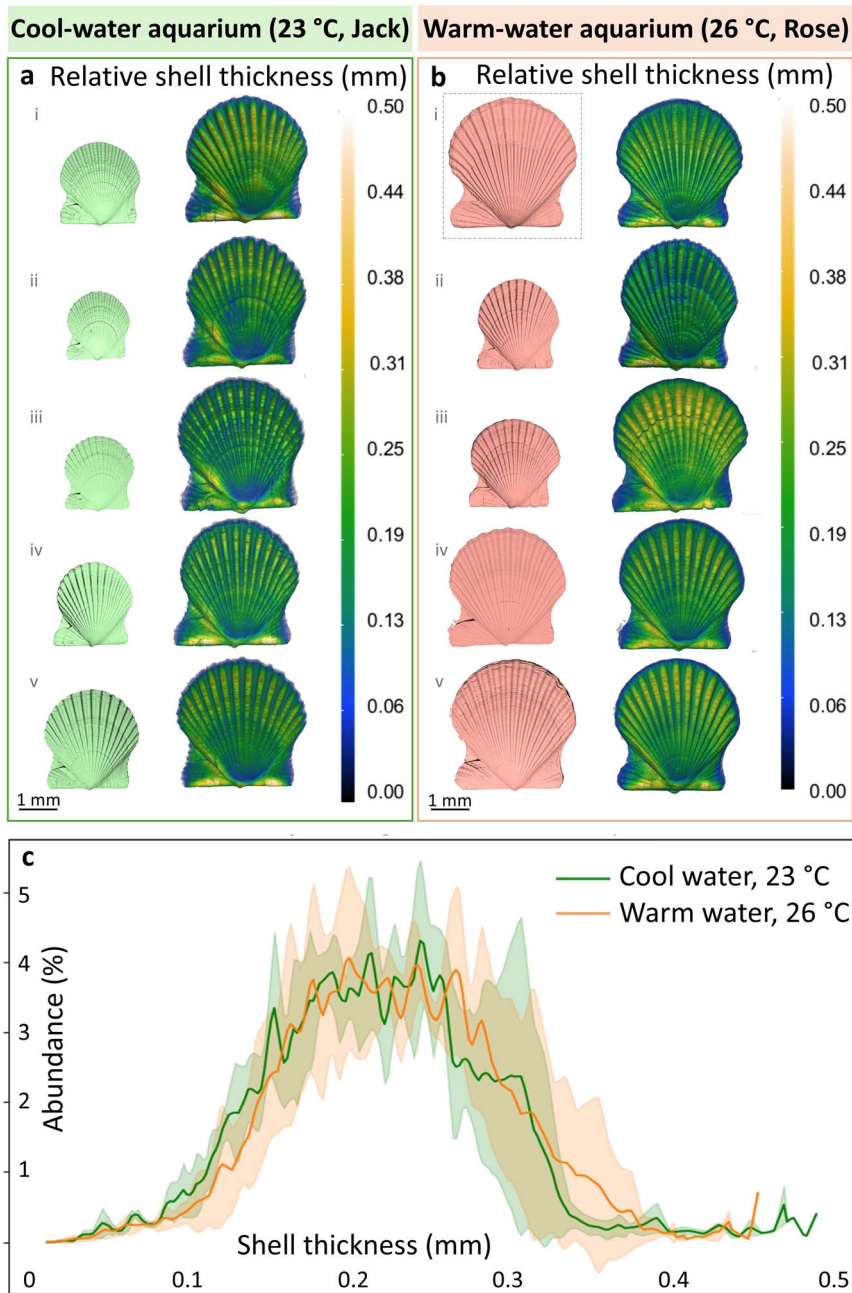 Cool-water aquarium (23 °C, Jack)
Warm-water aquarium (26 °C, Rose)
a Relative shell thickness (mm)
i
ii
iii
iv
v
0.50
0.44
0.38
0.31
0.25
0.19
0.13
0.06
0.00
1 mm
b Relative shell thickness (mm)
i
ii
iii
iv
v
0.50
0.44
0.38
0.31
0.25
0.19
0.13
0.06
0.00
1 mm
c
Cool water, 23 °C
Warm water, 26 °C
Abundance (%)
5
4
3
2
1
Shell thickness (mm)
0 0.1 0.2 0.3 0.4 0.5